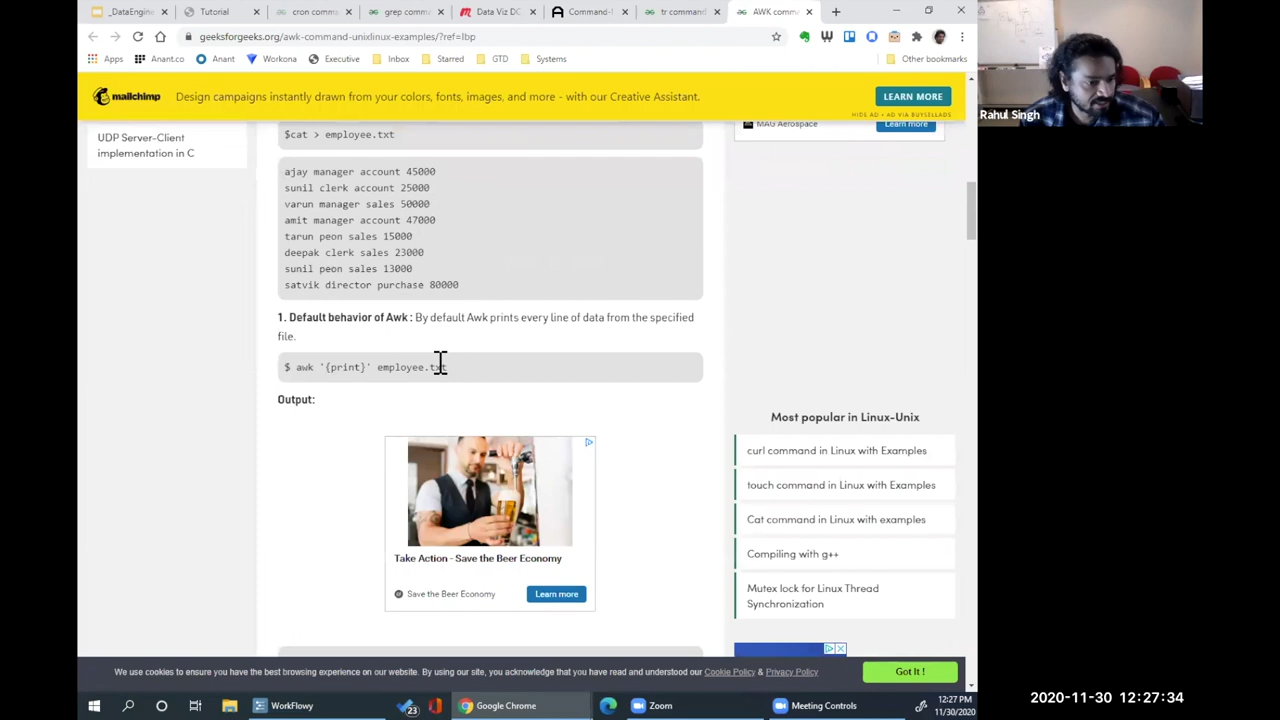 _DataEngine
Tutorial
cron comma
grep comm
Data Viz DC
Command-
tr command
AWK comm
geeksforgeeks.org/awk-command-unixlinux-examples/?ref=lbp
Apps
Anant.co
Anant
Workona
Executive
Inbox
Starred
GTD
Systems
Other bookmarks
mailchimp
Design campaigns instantly drawn from your colors, fonts, images, and more - with our Creative Assistant.
LEARN MORE
HIDE AD • AD VIA BUYSELLADS
UDP Server-Client
implementation in C
$cat > employee.txt
MAG Aerospace
Learn more
ajay manager account 45000
sunil clerk account 25000
varun manager sales 50000
amit manager account 47000
tarun peon sales 15000
deepak clerk sales 23000
sunil peon sales 13000
satvik director purchase 80000
1. Default behavior of Awk : By default Awk prints every line of data from the specified
file.
$ awk '{print}' employee.txt
Output:
Take Action - Save the Beer Economy
Save the Beer Economy
Learn more
Most popular in Linux-Unix
curl command in Linux with Examples
touch command in Linux with Examples
Cat command in Linux with examples
Compiling with g++
Mutex lock for Linux Thread
Synchronization
We use cookies to ensure you have the best browsing experience on our website. By using our site, you acknowledge that you have read and understood our Cookie Policy & Privacy Policy
Got It !
WorkFlowy
23
Google Chrome
Zoom
Meeting Controls
12:27 PM
11/30/2020
Rahul Singh
2020-11-30 12:27:34